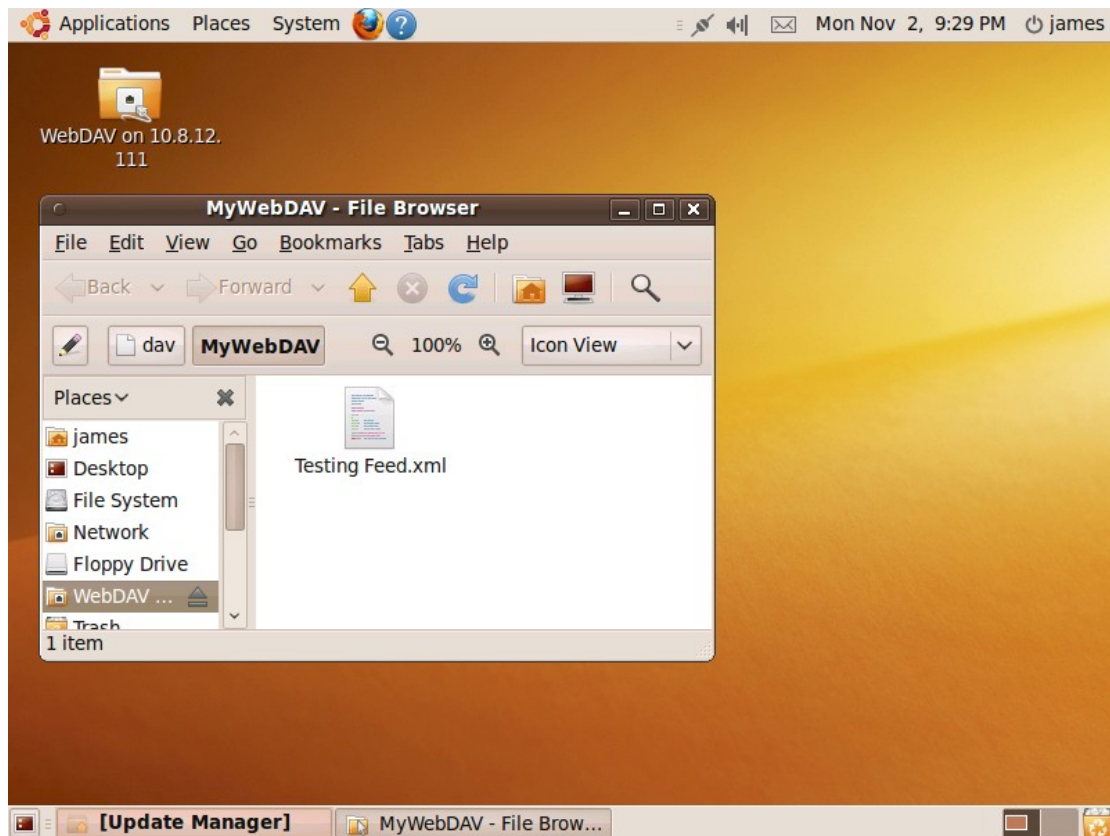 Applications Places System ? Mon Nov 2, 9:29 PM james
WebDAV on 10.8.12.
111
MyWebDAV - File Browser
File Edit View Go Bookmarks Tabs Help
Back Forward
dav MyWebDAV 100% Icon View
Places
james
Desktop
File System
Network
Floppy Drive
WebDAV ...
Trash
Testing Feed.xml
1 item
[Update Manager] MyWebDAV - File Brow...